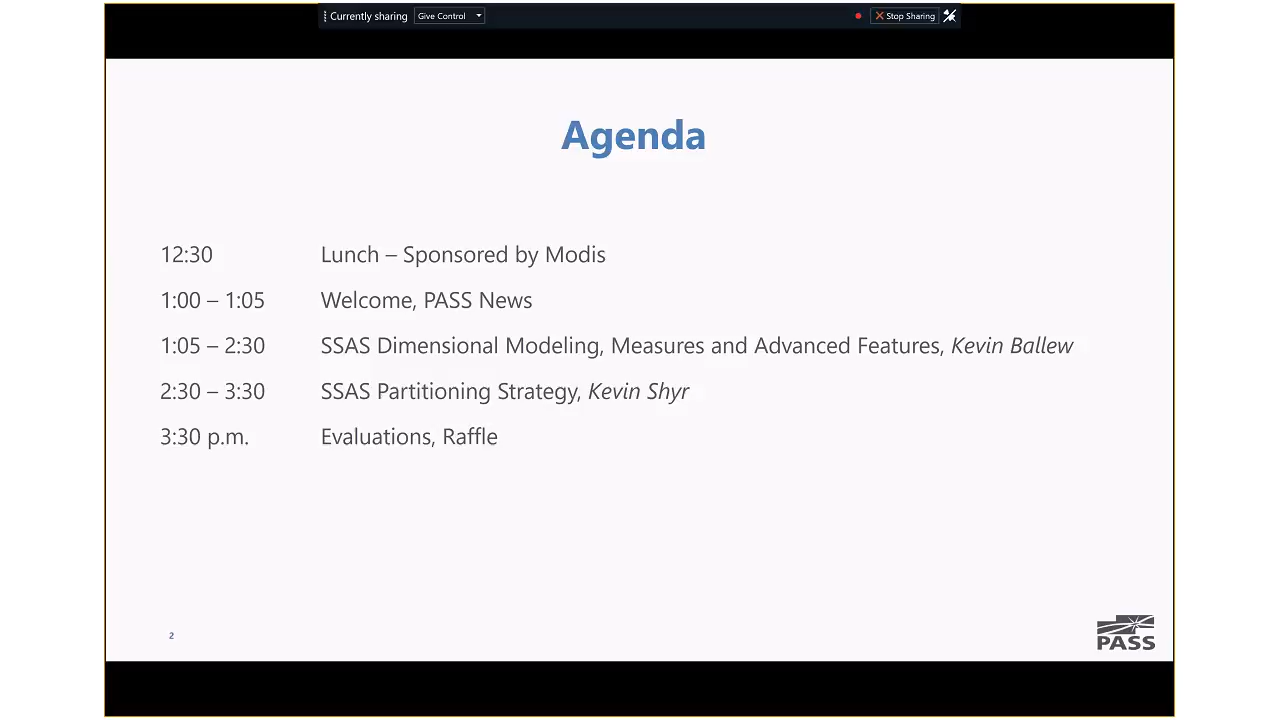 Currently sharing Give Control Stop Sharing
Agenda
12:30 Lunch – Sponsored by Modis
1:00 – 1:05 Welcome, PASS News
1:05 – 2:30 SSAS Dimensional Modeling, Measures and Advanced Features, Kevin Ballew
2:30 – 3:30 SSAS Partitioning Strategy, Kevin Shyr
3:30 p.m. Evaluations, Raffle
2
PASS